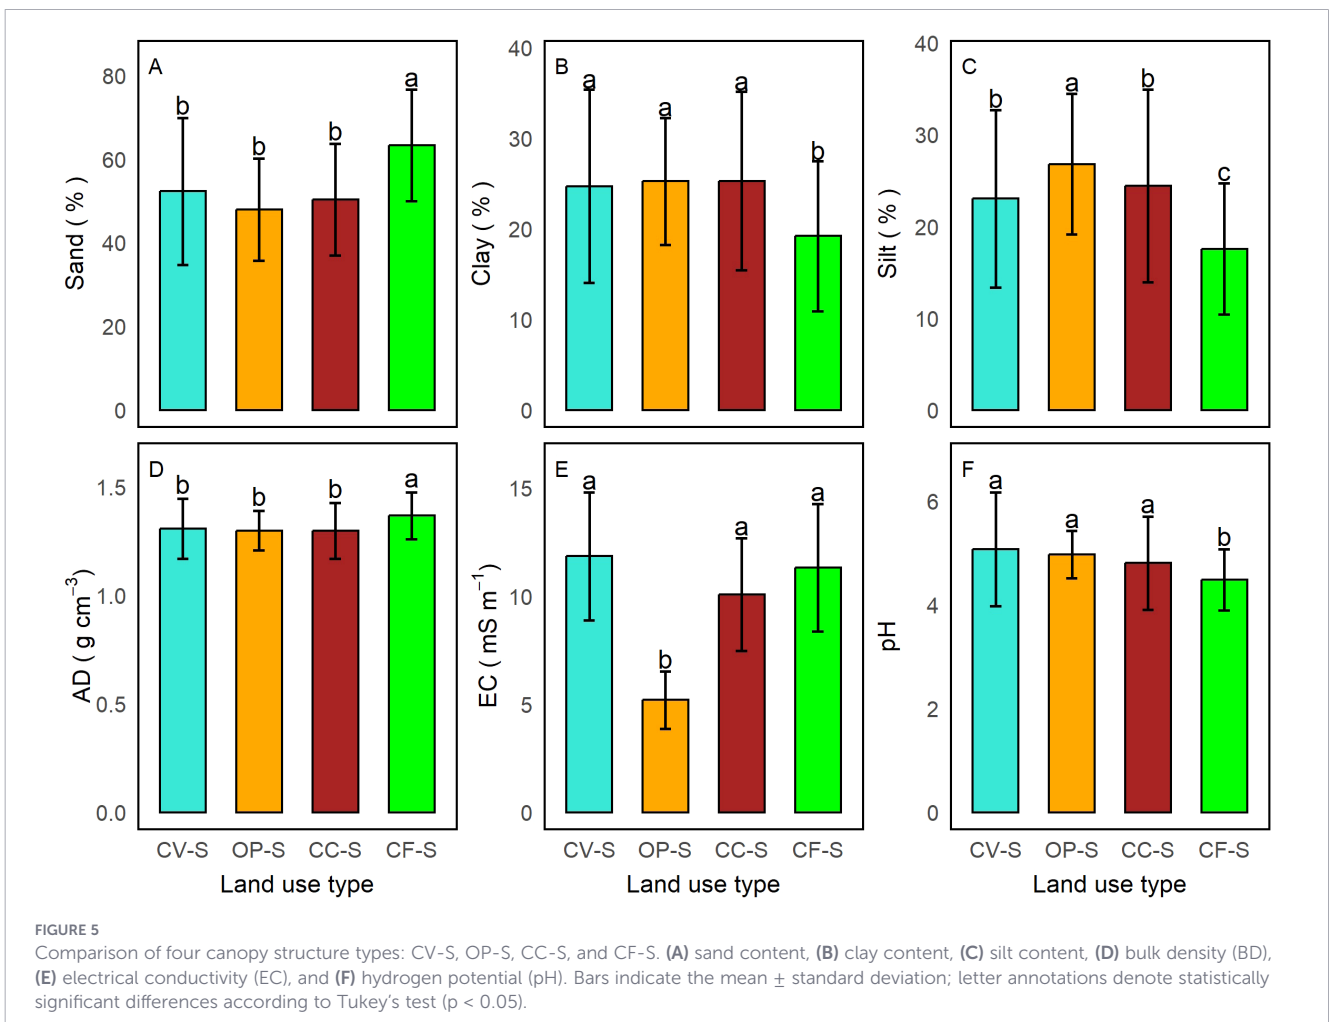 A
Sand ( % )
80
60
40
20
0
b
b
b
a
B
Clay ( % )
40
30
20
10
0
a
a
a
b
C
Silt ( % )
40
30
20
10
0
b
a
b
c
D
AD ( g cm⁻³)
1.5
1.0
0.5
0.0
b
b
b
a
CV-S OP-S CC-S CF-S
Land use type
E
EC ( mS m⁻¹)
15
10
5
0
a
b
a
a
CV-S OP-S CC-S CF-S
Land use type
F
pH
6
4
2
0
a
a
a
b
CV-S OP-S CC-S CF-S
Land use type
FIGURE 5
Comparison of four canopy structure types: CV-S, OP-S, CC-S, and CF-S. (A) sand content, (B) clay content, (C) silt content, (D) bulk density (BD),
(E) electrical conductivity (EC), and (F) hydrogen potential (pH). Bars indicate the mean ± standard deviation; letter annotations denote statistically
significant differences according to Tukey's test (p < 0.05).